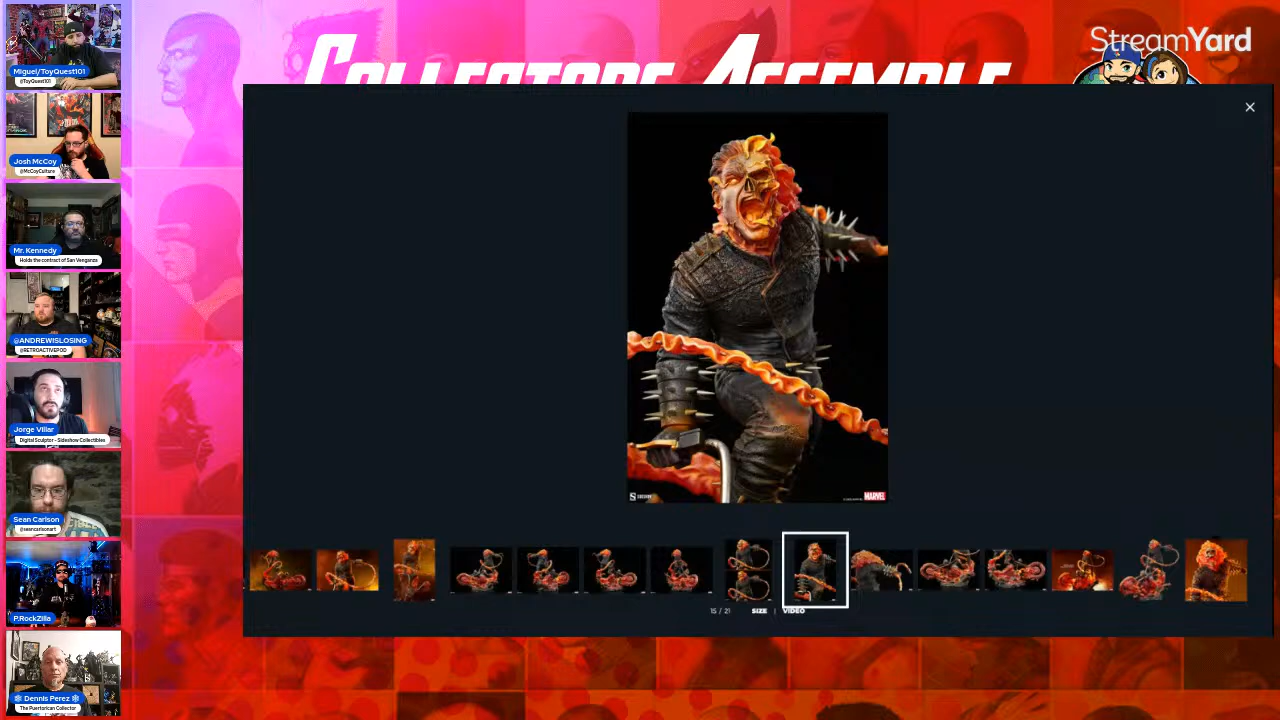 StreamYard
COLLECTORS ASSEMBLE
Miguel/ToyQuest101
@ToyQuest101
Josh McCoy
@McCoyCulture
Mr. Kennedy
Holds the contract of San Venganza
@ANDREWISLOSING
@RETROACTIVEPOD
Jorge Villar
Digital Sculptor - Sideshow Collectibles
Sean Carlson
@seancarlsonart
P.RockZilla
❄ Dennis Perez ❄
The Puertorican Collector
S SIDESHOW
MARVEL
15 / 21
SIZE | VIDEO